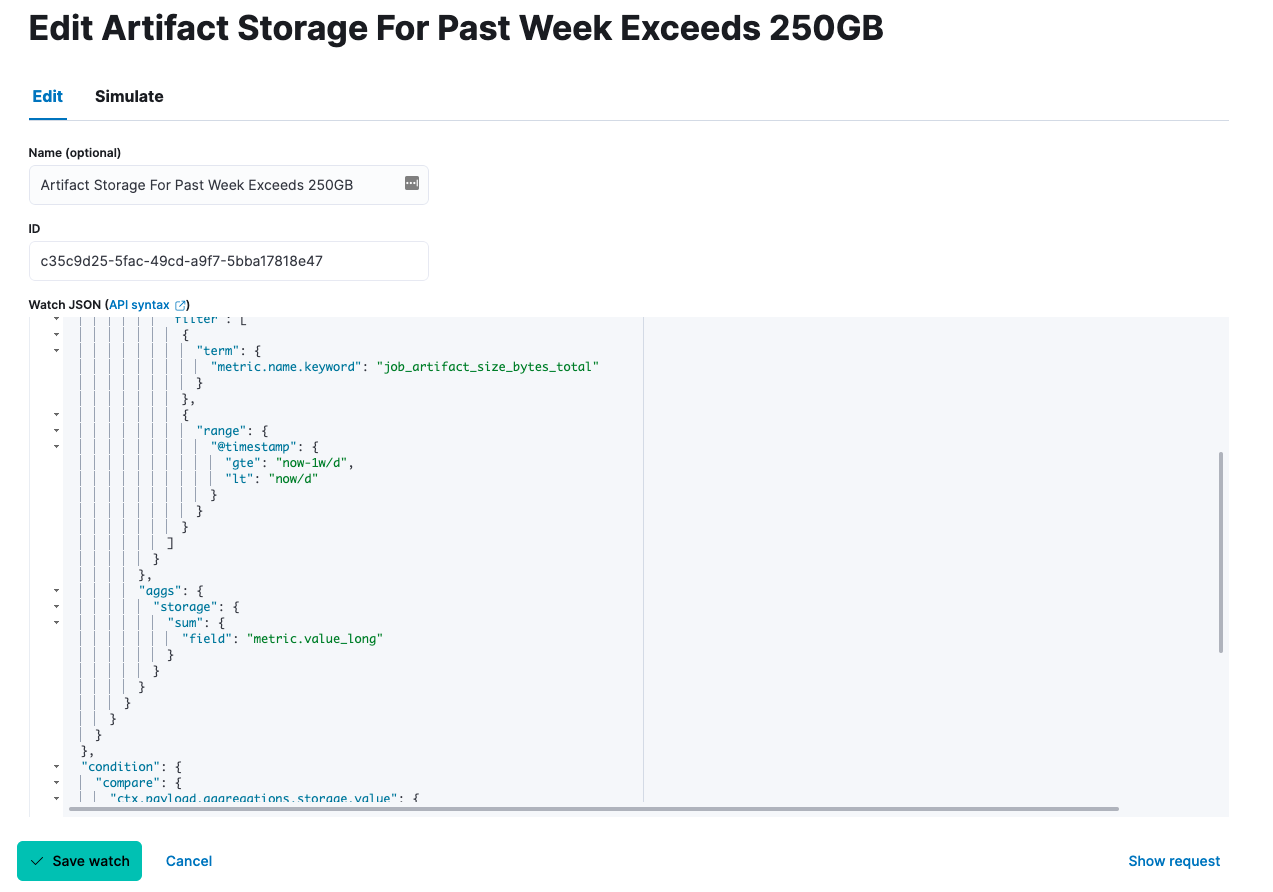 Edit Artifact Storage For Past Week Exceeds 250GB
Edit Simulate
Name (optional)
Artifact Storage For Past Week Exceeds 250GB
ID
c35c9d25-5fac-49cd-a9f7-5bba17818e47
Watch JSON (API syntax)
"filter": [
{
"term": {
"metric.name.keyword": "job_artifact_size_bytes_total"
}
},
{
"range": {
"@timestamp": {
"gte": "now-1w/d",
"lt": "now/d"
}
}
}
]
}
},
"aggs": {
"storage": {
"sum": {
"field": "metric.value_long"
}
}
}
}
}
}
},
"condition": {
"compare": {
"ctx.payload.aggregations.storage.value": {
Save watch Cancel Show request